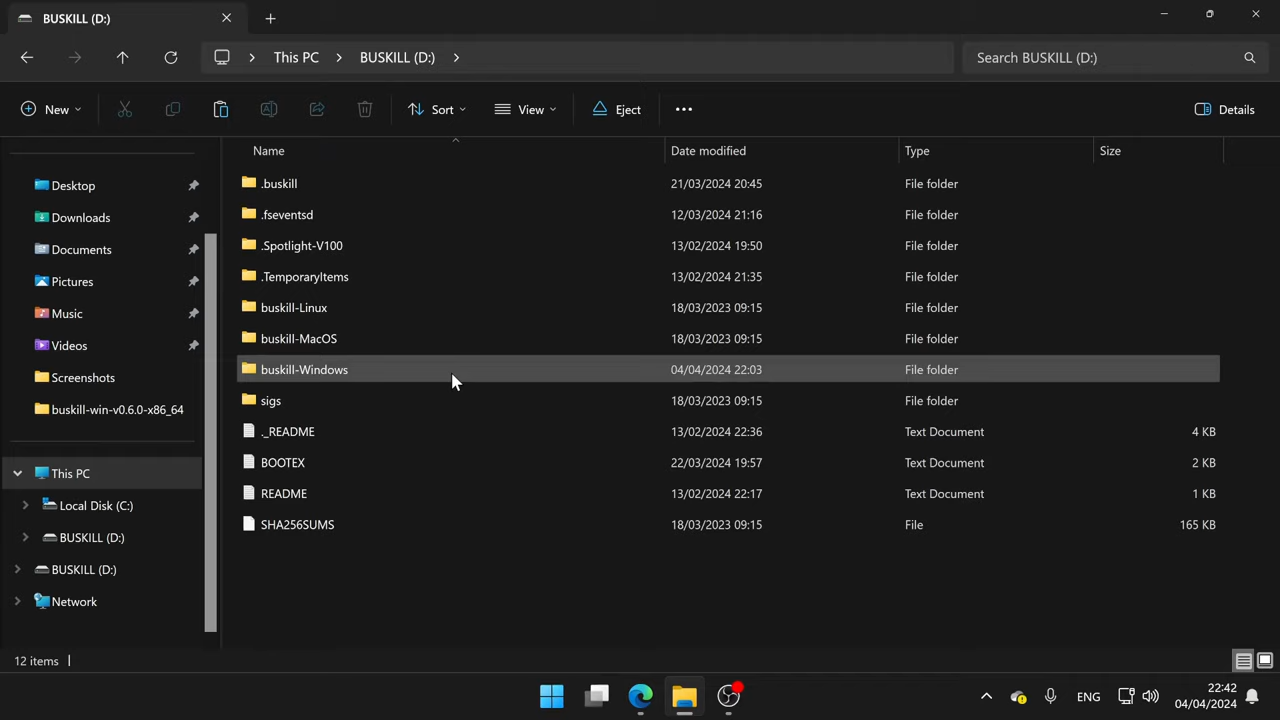 BUSKILL (D:)
This PC
BUSKILL (D:)
Search BUSKILL (D:)
New
Sort
View
Eject
Details
Name
Date modified
Type
Size
Desktop
Downloads
Documents
Pictures
Music
Videos
Screenshots
buskill-win-v0.6.0-x86_64
This PC
Local Disk (C:)
BUSKILL (D:)
BUSKILL (D:)
Network
.buskill 21/03/2024 20:45 File folder
.fseventsd 12/03/2024 21:16 File folder
.Spotlight-V100 13/02/2024 19:50 File folder
.TemporaryItems 13/02/2024 21:35 File folder
buskill-Linux 18/03/2023 09:15 File folder
buskill-MacOS 18/03/2023 09:15 File folder
buskill-Windows 04/04/2024 22:03 File folder
sigs 18/03/2023 09:15 File folder
._README 13/02/2024 22:36 Text Document 4 KB
BOOTEX 22/03/2024 19:57 Text Document 2 KB
README 13/02/2024 22:17 Text Document 1 KB
SHA256SUMS 18/03/2023 09:15 File 165 KB
12 items
ENG
22:42
04/04/2024